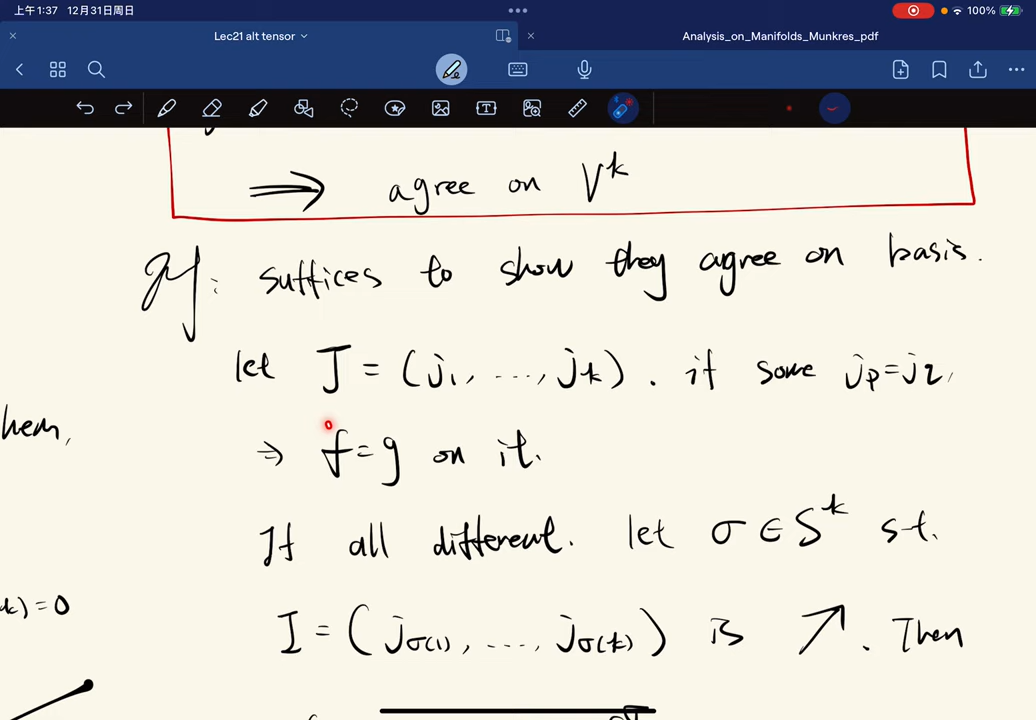 上午1:37 12月31日周日
100%
Lec21 alt tensor
Analysis_on_Manifolds_Munkres_pdf
⟹ agree on V^k
pf: suffices to show they agree on basis.
let J = (j₁, ..., jₖ). if some jₚ=jq,
hem,
⇒ f=g on it.
If all different. let σ ∈ S^k s.t.
k) = 0
I = (j_σ(1), ..., j_σ(k)) is ↗. Then